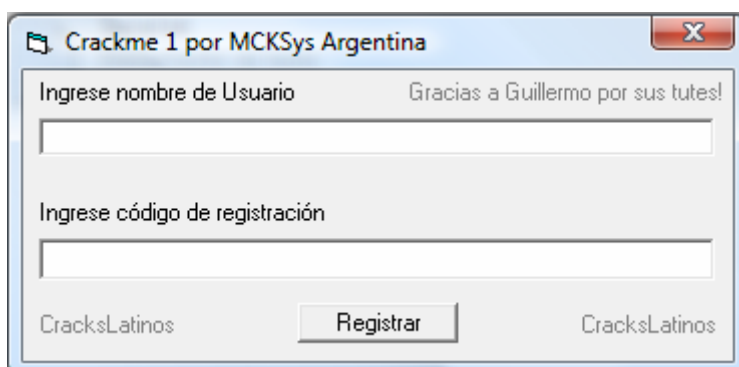 Crackme 1 por MCKSys Argentina
Ingrese nombre de Usuario Gracias a Guillermo por sus tutes!
Ingrese código de registración
CracksLatinos Registrar CracksLatinos